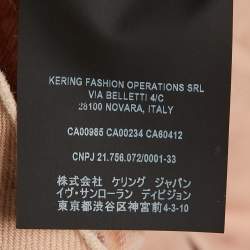 KERING FASHION OPERATIONS SRL
VIA BELLETTI 4/C
28100 NOVARA, ITALY
CA00985 CA00234 CA60412
CNPJ 21.756.072/0001-33
株式会社 ケリング ジャパン
イヴ・サンローラン ディビジョン
東京都渋谷区神宮前4-3-10